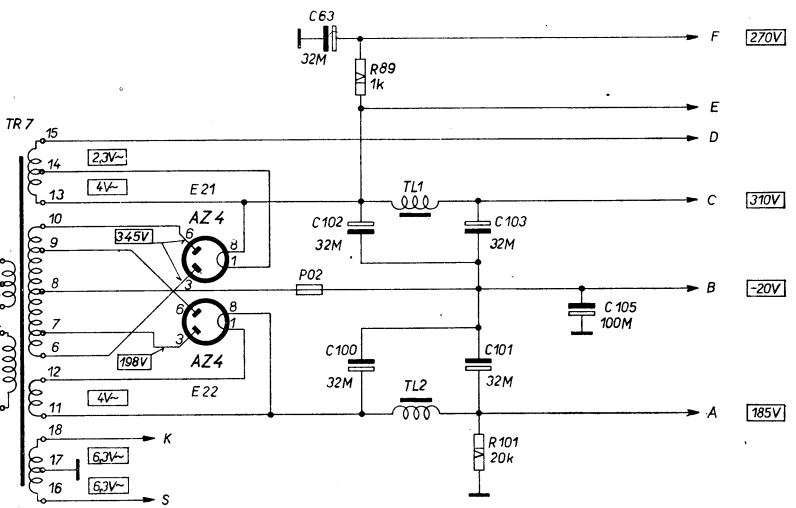 C63
32M
F
270V
R89
1k
E
TR7
15
D
14
2,3V~
4V~
13
E21
TL1
C
310V
10
AZ4
6
345V
9
8
1
C102
32M
C103
32M
8
3
P02
B
-20V
6
8
1
C105
100M
7
3
6
198V
AZ4
C100
32M
C101
32M
12
E22
TL2
4V~
11
A
185V
18
K
R101
20k
17
6,3V~
16
6,3V~
S